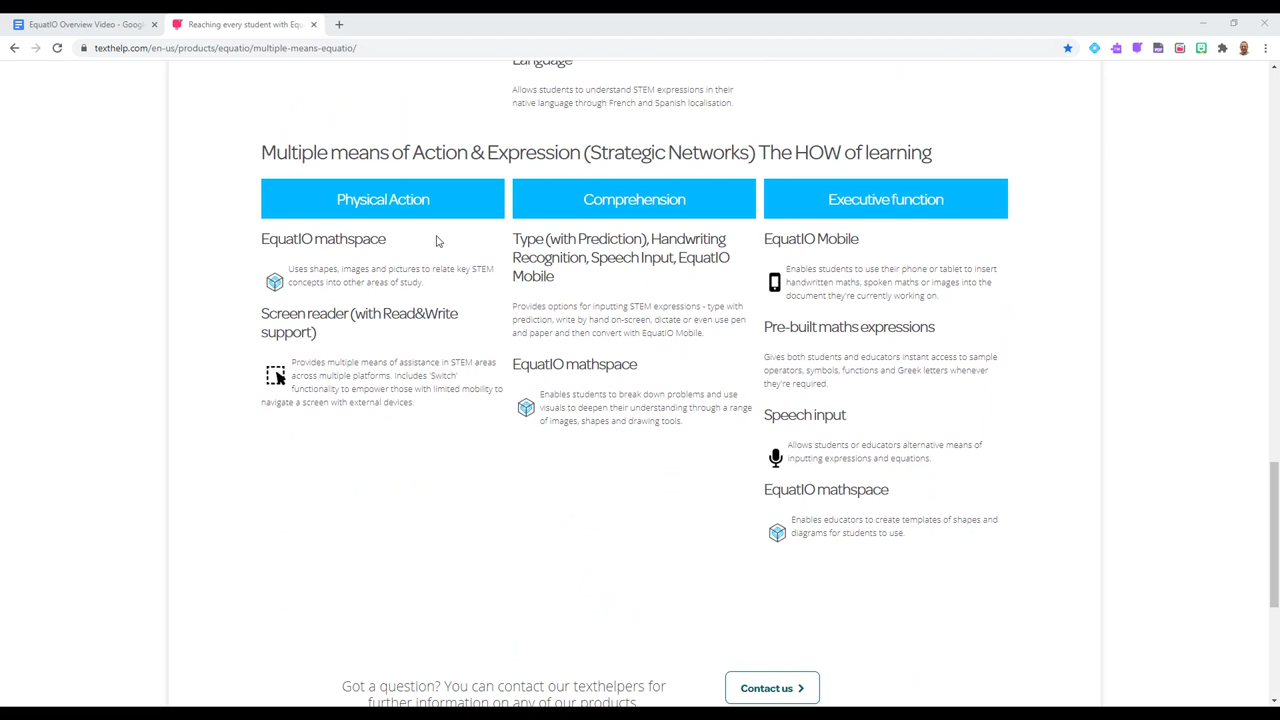 EquatIO Overview Video - Googl
Reaching every student with Equ
texthelp.com/en-us/products/equatio/multiple-means-equatio/
Language
Allows students to understand STEM expressions in their
native language through French and Spanish localisation.
Multiple means of Action & Expression (Strategic Networks) The HOW of learning
Physical Action
EquatIO mathspace
Uses shapes, images and pictures to relate key STEM
concepts into other areas of study.
Screen reader (with Read&Write
support)
Provides multiple means of assistance in STEM areas
across multiple platforms. Includes 'Switch'
functionality to empower those with limited mobility to
navigate a screen with external devices.
Comprehension
Type (with Prediction), Handwriting
Recognition, Speech Input, EquatIO
Mobile
Provides options for inputting STEM expressions - type with
prediction, write by hand on-screen, dictate or even use pen
and paper and then convert with EquatIO Mobile.
EquatIO mathspace
Enables students to break down problems and use
visuals to deepen their understanding through a range
of images, shapes and drawing tools.
Executive function
EquatIO Mobile
Enables students to use their phone or tablet to insert
handwritten maths, spoken maths or images into the
document they're currently working on.
Pre-built maths expressions
Gives both students and educators instant access to sample
operators, symbols, functions and Greek letters whenever
they're required.
Speech input
Allows students or educators alternative means of
inputting expressions and equations.
EquatIO mathspace
Enables educators to create templates of shapes and
diagrams for students to use.
Got a question? You can contact our texthelpers for
further information on any of our products.
Contact us